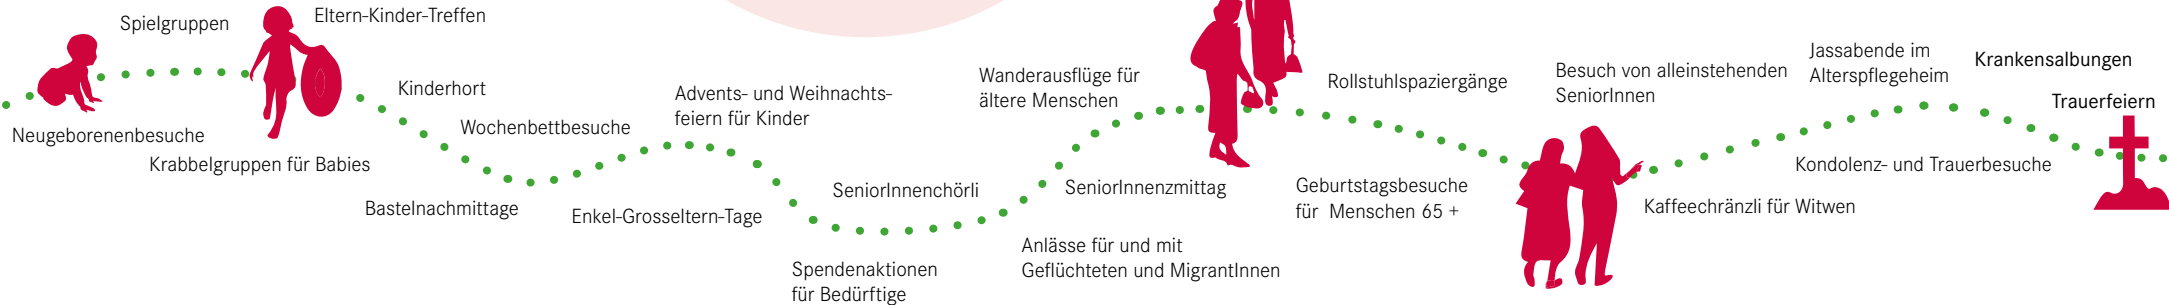 Spielgruppen
Eltern-Kinder-Treffen
Neugeborenenbesuche
Krabbelgruppen für Babies
Kinderhort
Wochenbettbesuche
Bastelnachmittage
Advents- und Weihnachts-
feiern für Kinder
Enkel-Grosseltern-Tage
SeniorInnenchörli
Spendenaktionen
für Bedürftige
Wanderausflüge für
ältere Menschen
SeniorInnenzmittag
Anlässe für und mit
Geflüchteten und MigrantInnen
Rollstuhlspaziergänge
Geburtstagsbesuche
für Menschen 65 +
Besuch von alleinstehenden
SeniorInnen
Kaffeechränzli für Witwen
Jassabende im
Alterspflegeheim
Kondolenz- und Trauerbesuche
Krankensalbungen
Trauerfeiern